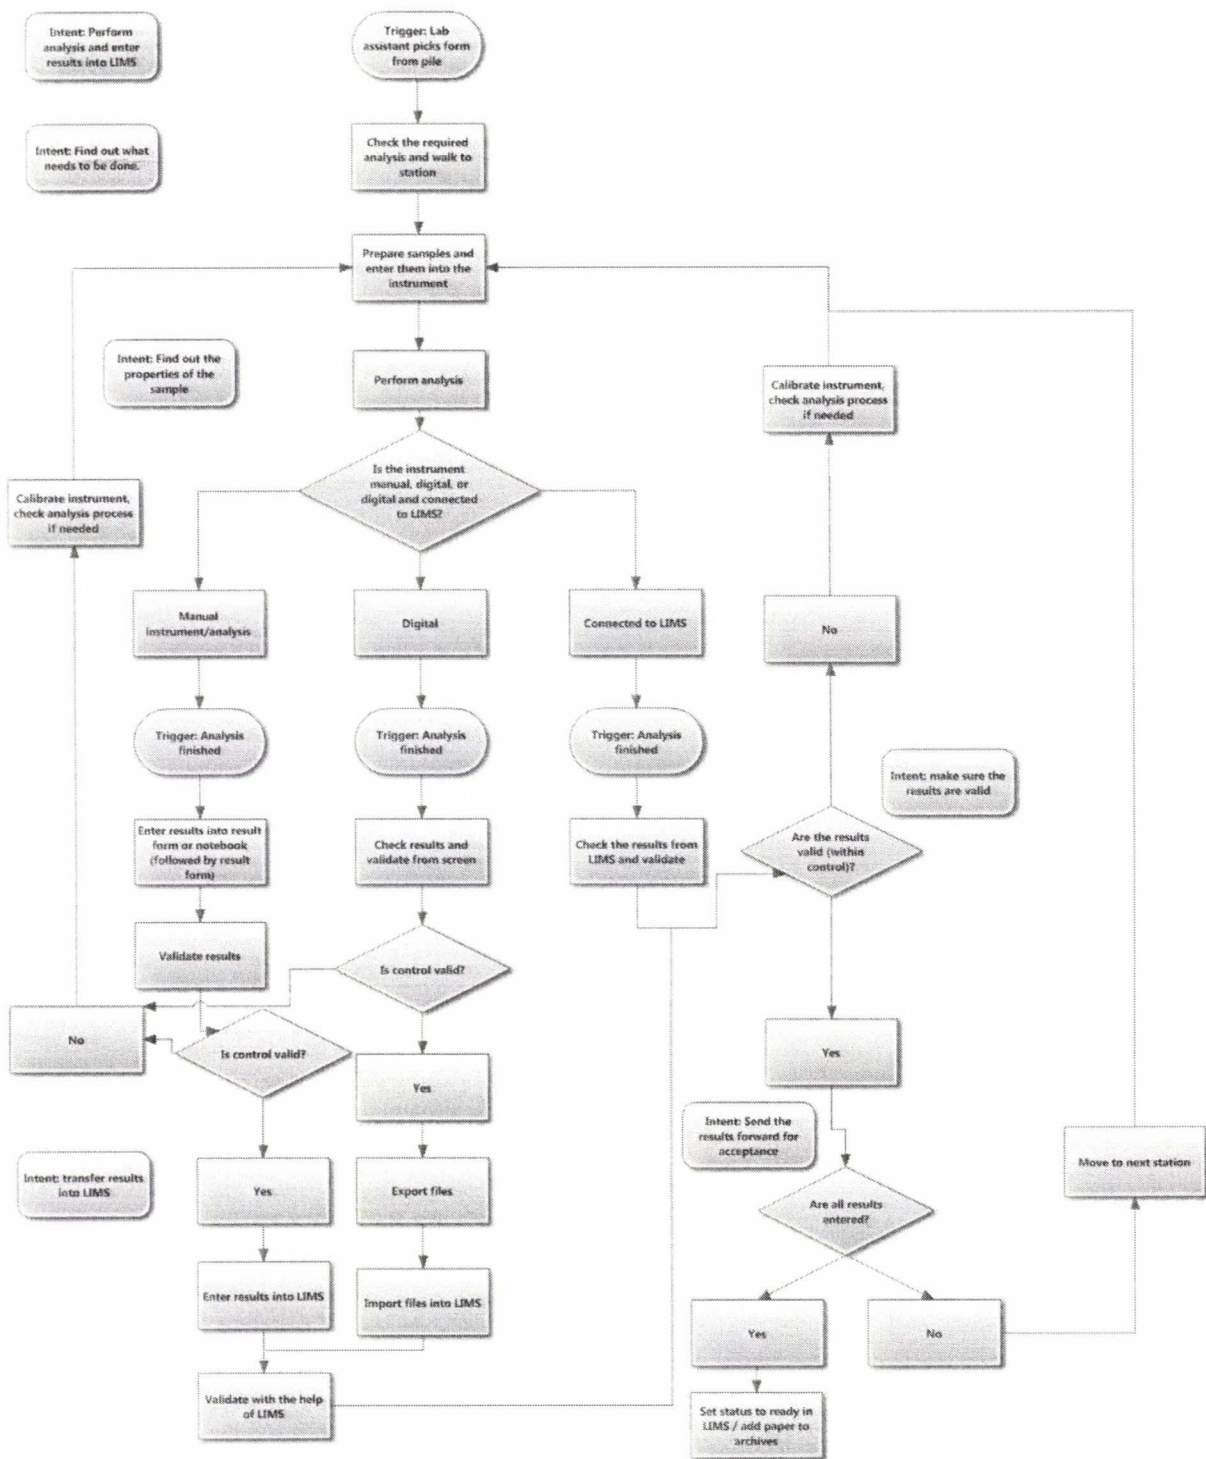 Intent: Perform
analysis and enter
results into LIMS
Trigger: Lab
assistant picks form
from pile
Intent: Find out what
needs to be done.
Check the required
analysis and walk to
station
Prepare samples and
enter them into the
instrument
Intent: Find out the
properties of the
sample
Perform analysis
Calibrate instrument,
check analysis process
if needed
Is the instrument
manual, digital, or
digital and connected
to LIMS?
Calibrate instrument,
check analysis process
if needed
Manual
instrument/analysis
Digital
Connected to LIMS
No
Trigger: Analysis
finished
Trigger: Analysis
finished
Trigger: Analysis
finished
Intent: make sure the
results are valid
Enter results into result
form or notebook
(followed by result
form)
Check results and
validate from screen
Check the results from
LIMS and validate
Are the results
valid (within
control)?
Validate results
Is control valid?
No
Is control valid?
Yes
Yes
Intent: Send the
results forward for
acceptance
Intent: transfer results
into LIMS
Yes
Export files
Are all results
entered?
Move to next station
Enter results into LIMS
Import files into LIMS
Yes
No
Validate with the help
of LIMS
Set status to ready in
LIMS / add paper to
archives